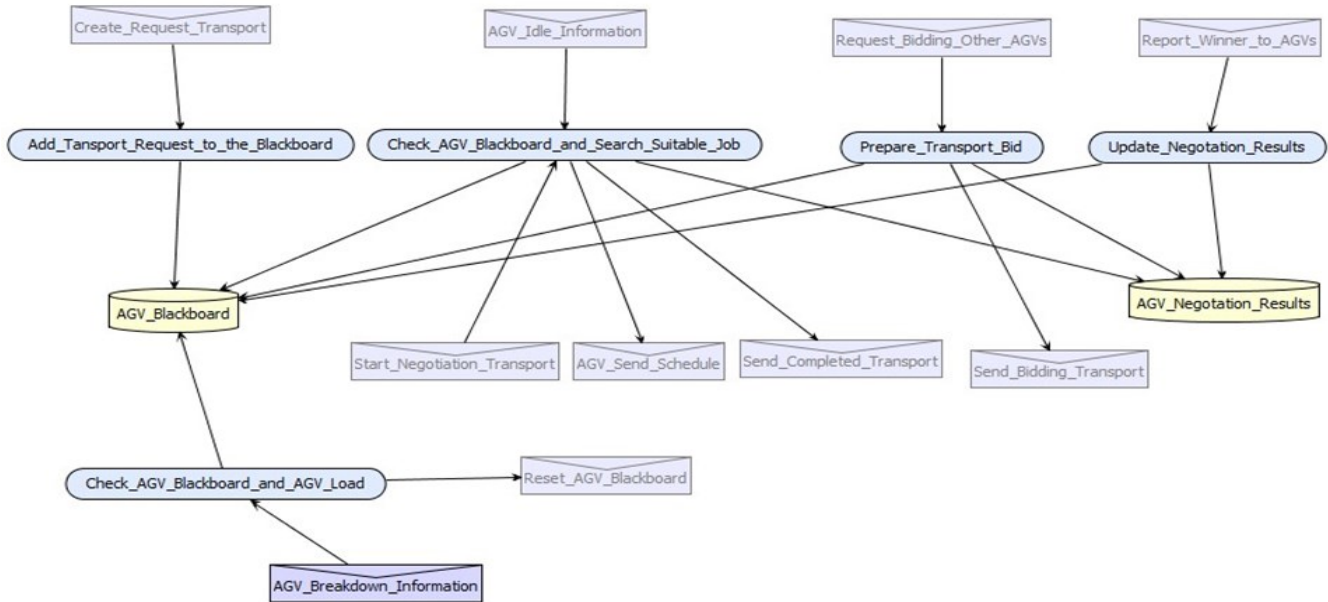 Create_Request_Transport
AGV_Idle_Information
Request_Bidding_Other_AGVs
Report_Winner_to_AGVs
Add_Tansport_Request_to_the_Blackboard
Check_AGV_Blackboard_and_Search_Suitable_Job
Prepare_Transport_Bid
Update_Negotation_Results
AGV_Blackboard
AGV_Negotation_Results
Start_Negotiation_Transport
AGV_Send_Schedule
Send_Completed_Transport
Send_Bidding_Transport
Check_AGV_Blackboard_and_AGV_Load
Reset_AGV_Blackboard
AGV_Breakdown_Information